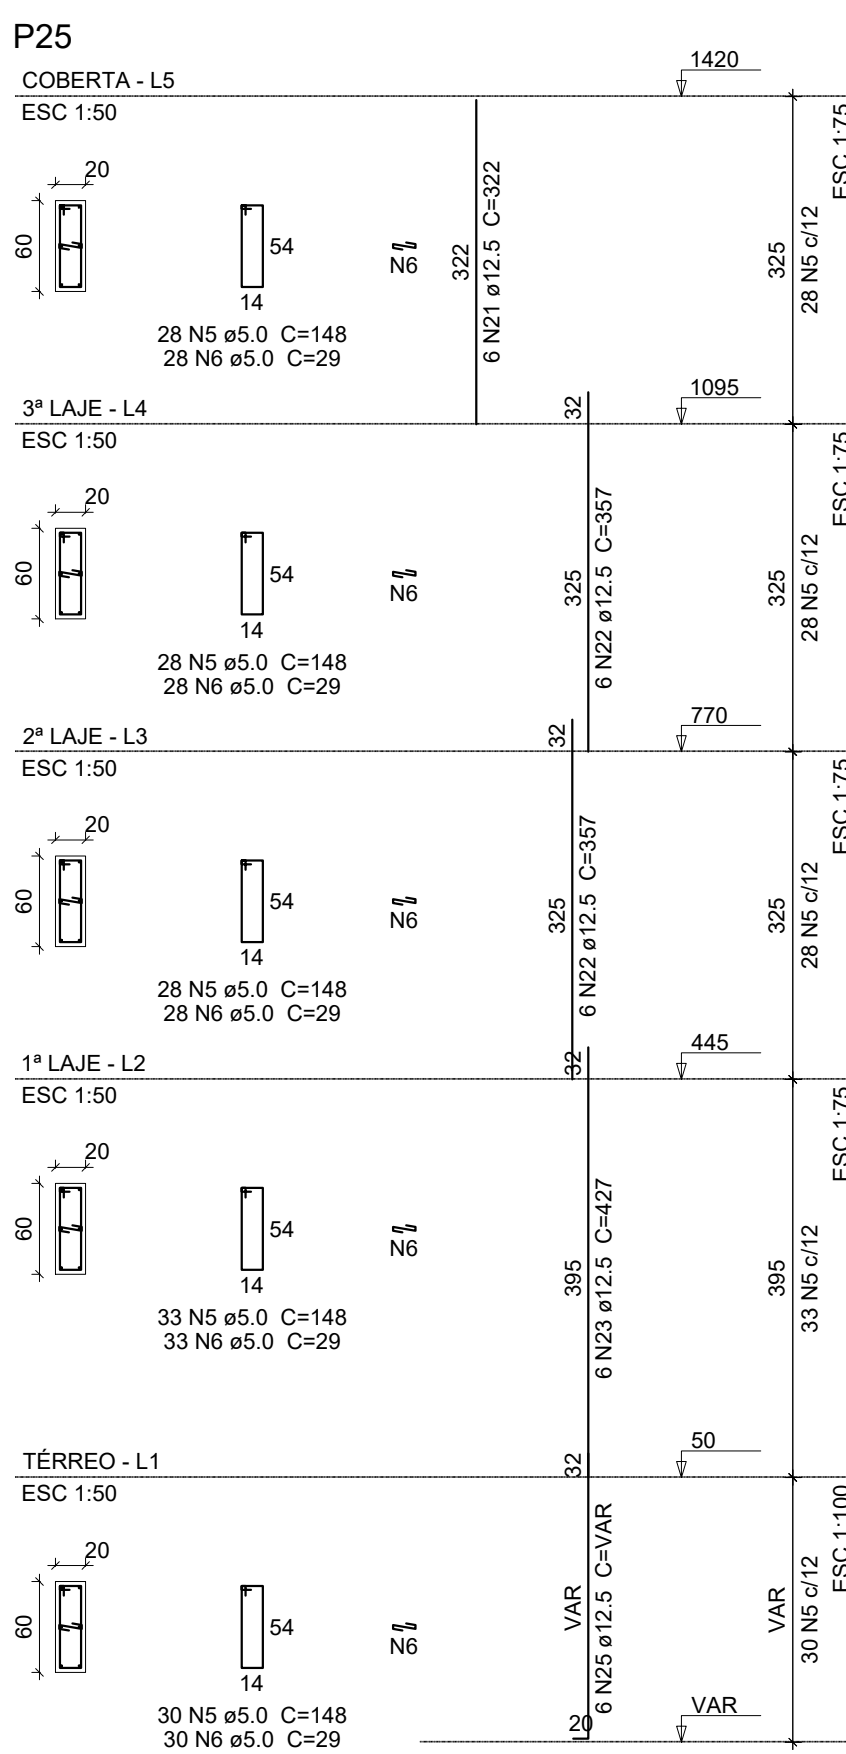 P25
COBERTA - L5
1420
ESC 1:50
ESC 1:75
20
60
54
14
N6
28 N5 ø5.0 C=148
28 N6 ø5.0 C=29
322
6 N21 ø12.5 C=322
325
28 N5 c/12
3ª LAJE - L4
32
1095
ESC 1:50
ESC 1:75
20
60
54
14
N6
28 N5 ø5.0 C=148
28 N6 ø5.0 C=29
325
6 N22 ø12.5 C=357
325
28 N5 c/12
2ª LAJE - L3
32
770
ESC 1:50
ESC 1:75
20
60
54
14
N6
28 N5 ø5.0 C=148
28 N6 ø5.0 C=29
325
6 N22 ø12.5 C=357
325
28 N5 c/12
1ª LAJE - L2
32
445
ESC 1:50
ESC 1:75
20
60
54
14
N6
33 N5 ø5.0 C=148
33 N6 ø5.0 C=29
395
6 N23 ø12.5 C=427
395
33 N5 c/12
TÉRREO - L1
32
50
ESC 1:50
ESC 1:100
20
60
54
14
N6
30 N5 ø5.0 C=148
30 N6 ø5.0 C=29
VAR
6 N25 ø12.5 C=VAR
20
VAR
30 N5 c/12
VAR